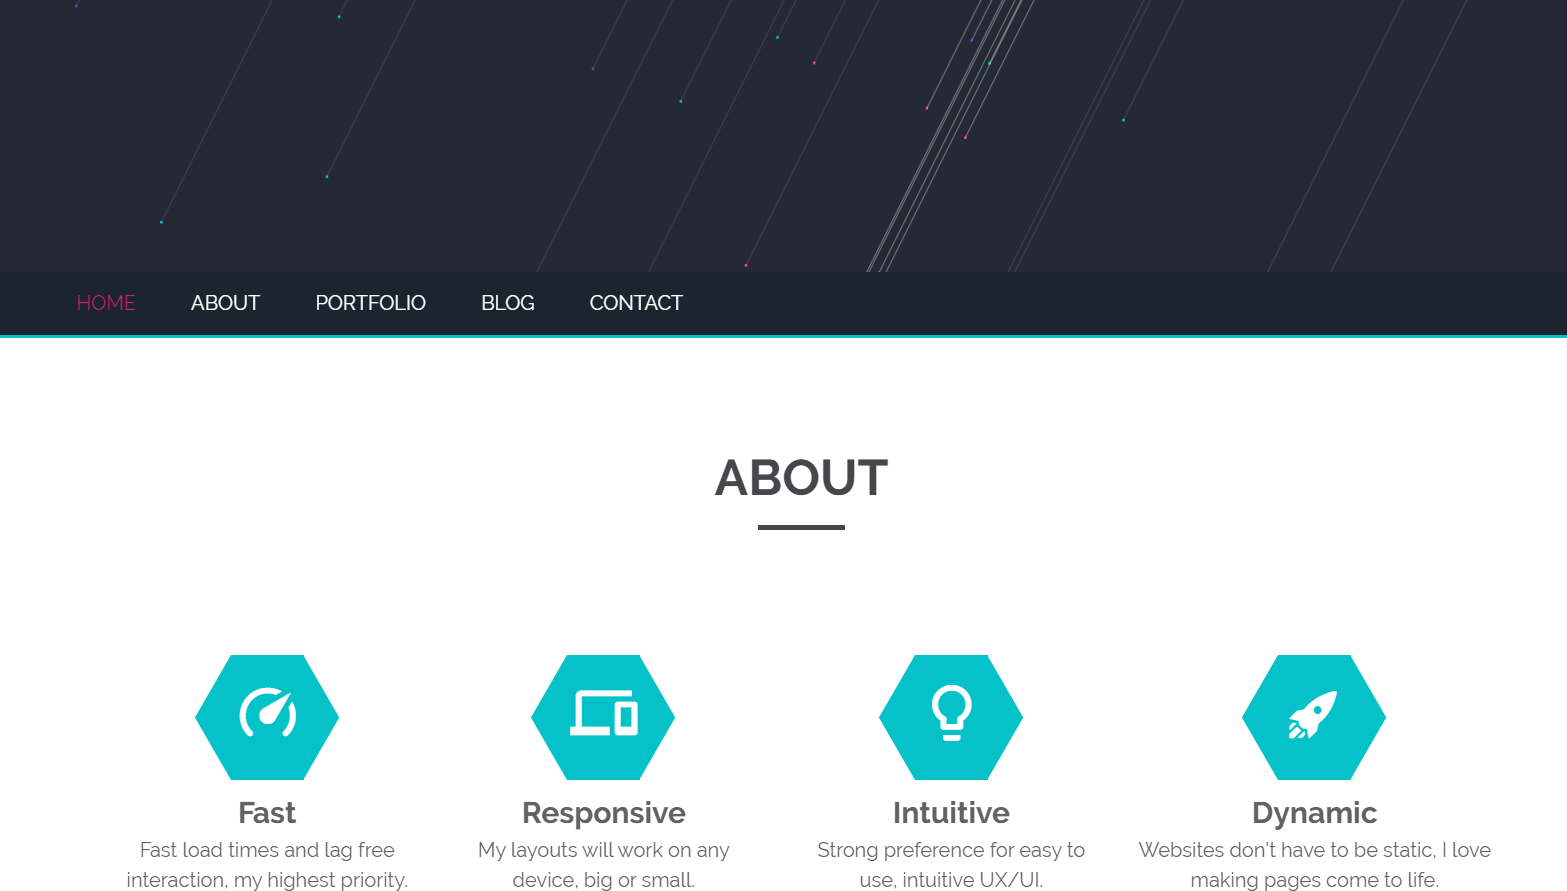 HOME ABOUT PORTFOLIO BLOG CONTACT
ABOUT
Fast
Fast load times and lag free
interaction, my highest priority.
Responsive
My layouts will work on any
device, big or small.
Intuitive
Strong preference for easy to
use, intuitive UX/UI.
Dynamic
Websites don't have to be static, I love
making pages come to life.